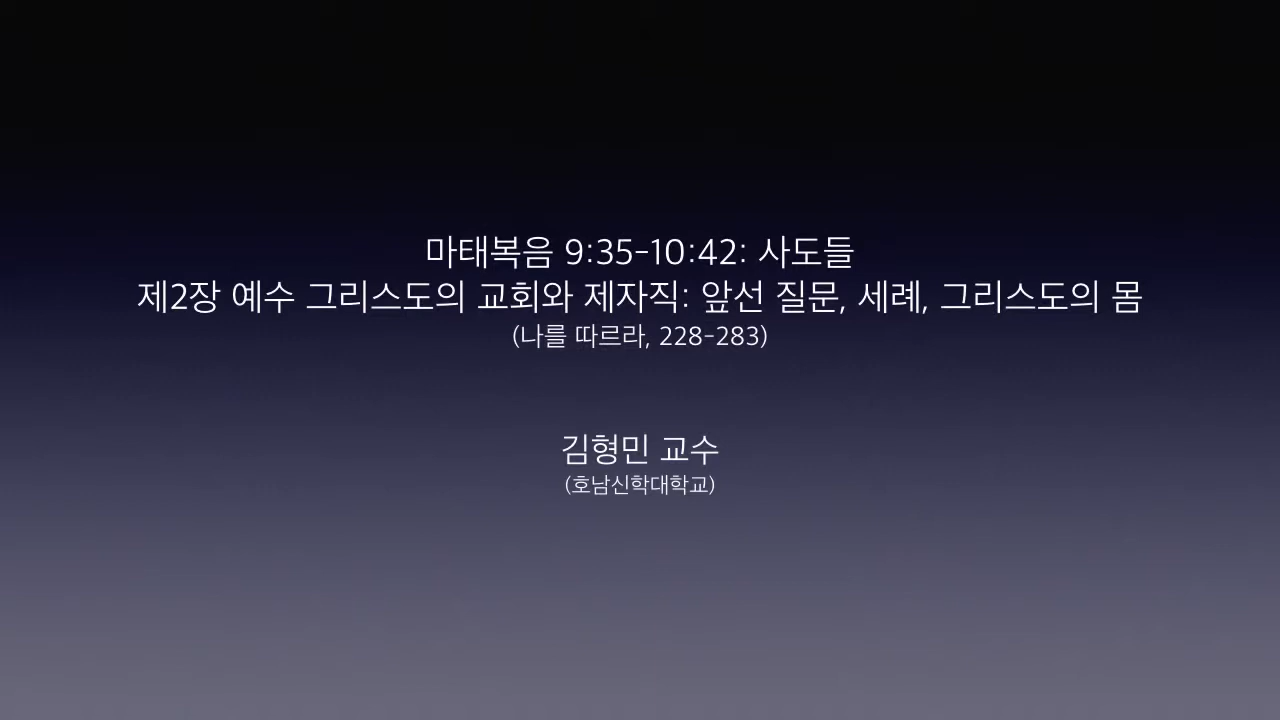 마태복음 9:35-10:42: 사도들
제2장 예수 그리스도의 교회와 제자직: 앞선 질문, 세례, 그리스도의 몸
(나를 따르라, 228-283)
김형민 교수
(호남신학대학교)